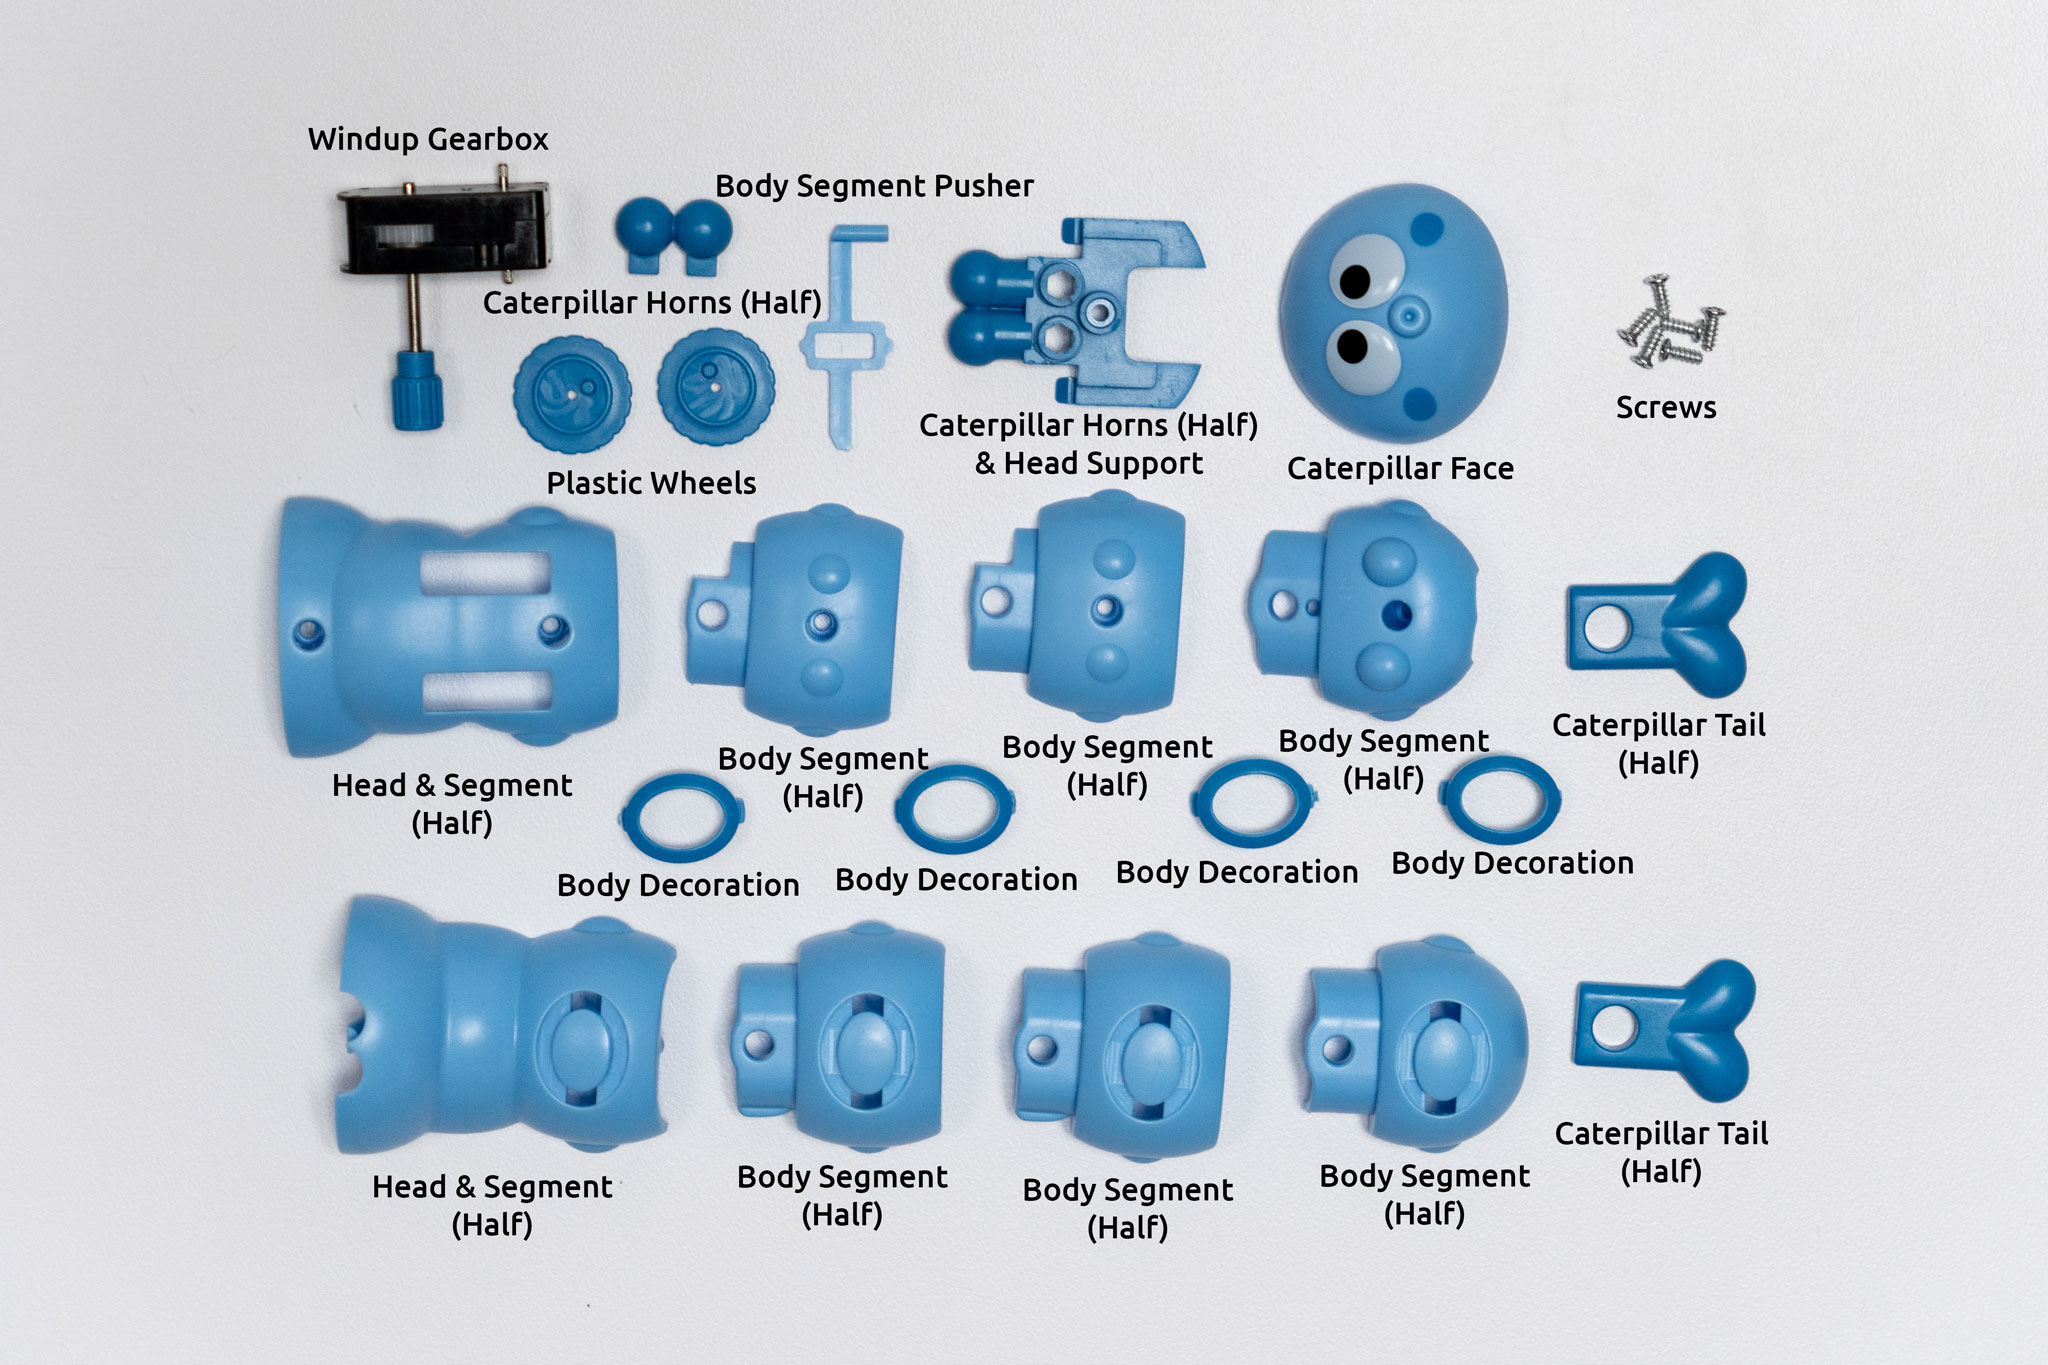 Windup Gearbox
Body Segment Pusher
Caterpillar Horns (Half)
Plastic Wheels
Caterpillar Horns (Half)
& Head Support
Caterpillar Face
Screws
Head & Segment
(Half)
Body Segment
(Half)
Body Segment
(Half)
Body Segment
(Half)
Caterpillar Tail
(Half)
Body Decoration
Body Decoration
Body Decoration
Body Decoration
Head & Segment
(Half)
Body Segment
(Half)
Body Segment
(Half)
Body Segment
(Half)
Caterpillar Tail
(Half)